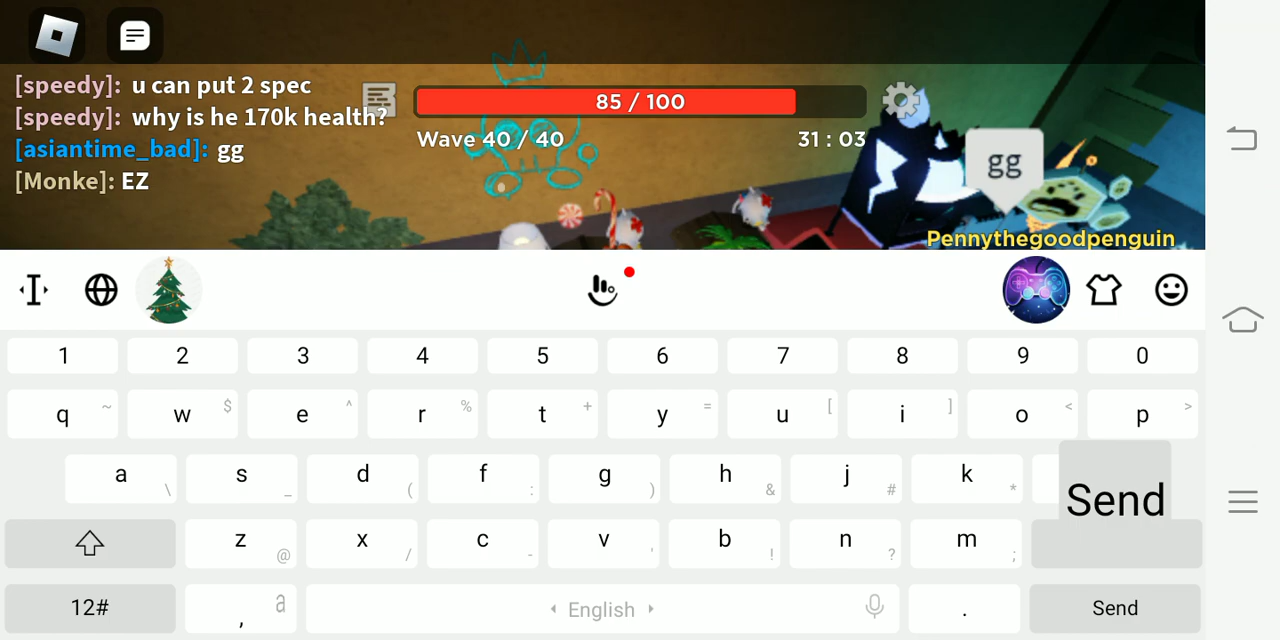 [speedy]: u can put 2 spec
[speedy]: why is he 170k health?
[asiantime_bad]: gg
[Monke]: EZ
85 / 100
Wave 40 / 40
31 : 03
gg
Pennythegoodpenguin
1 2 3 4 5 6 7 8 9 0
q ~ w $ e ^ r % t + y = u [ i ] o < p >
a \ s _ d ( f : g ) h & j # k *
Send
z @ x / c - v ' b ! n ? m ;
12# , English . Send